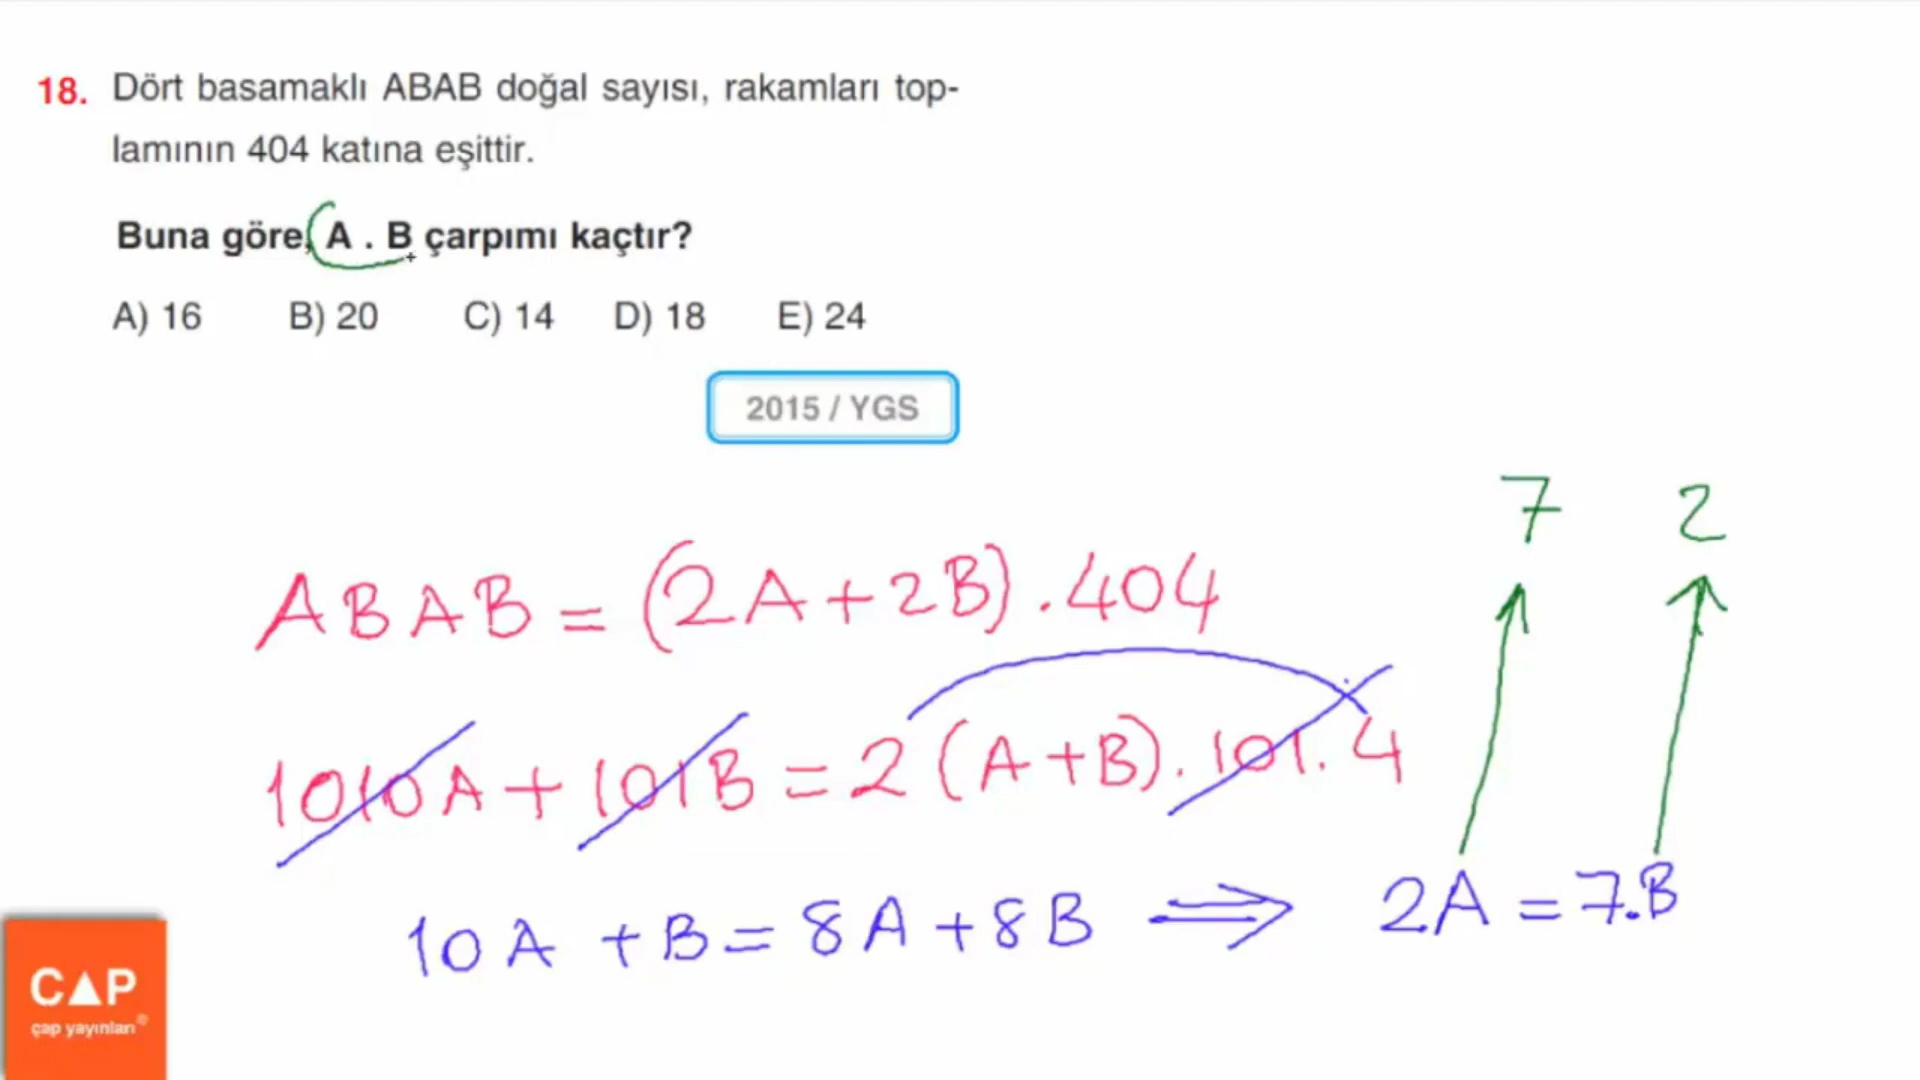 18. Dört basamaklı ABAB doğal sayısı, rakamları top-
lamının 404 katına eşittir.
Buna göre, A . B çarpımı kaçtır?
A) 16 B) 20 C) 14 D) 18 E) 24
2015 / YGS
7 2
ABAB = (2A+2B).404
1010A + 101B = 2(A+B).101.4
10A + B = 8A + 8B ⟹ 2A = 7.B
CAP
çap yayınları©